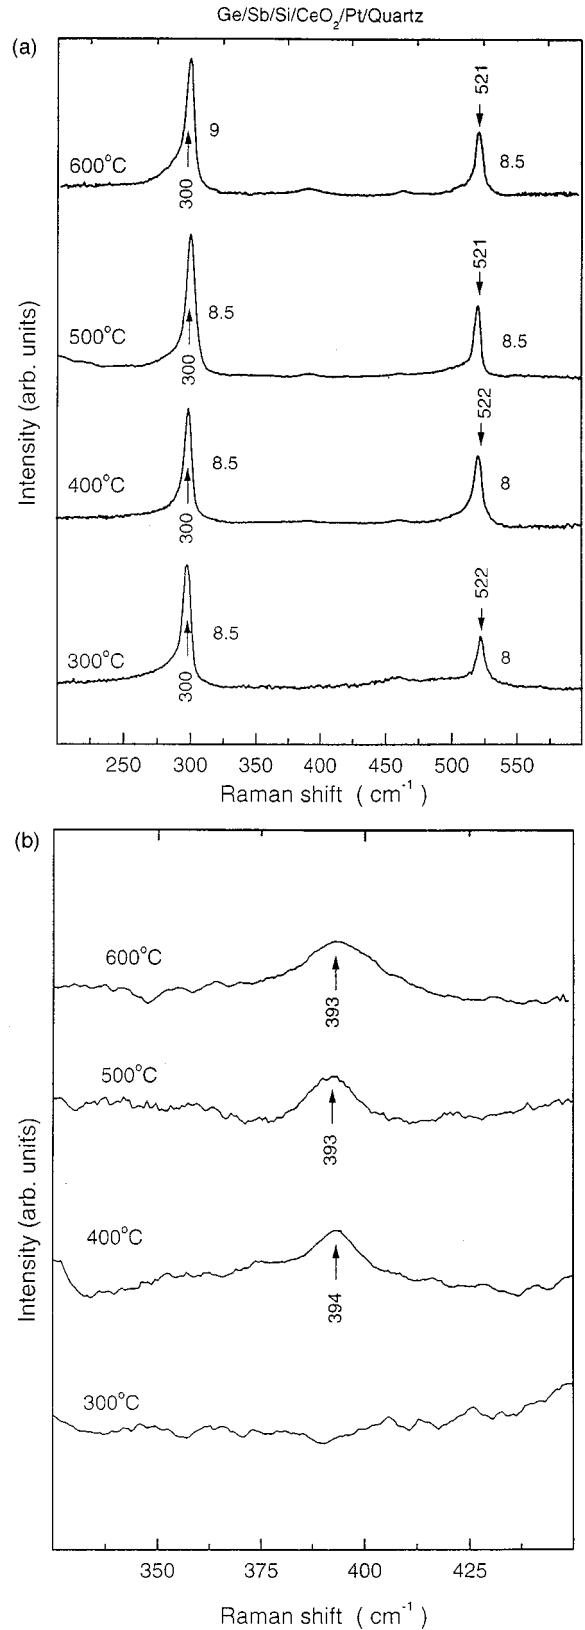 Ge/Sb/Si/CeO₂/Pt/Quartz
(a)
521
9
600°C
8.5
300
521
8.5
500°C
8.5
300
522
8.5
400°C
8
300
522
8.5
300°C
8
300
Intensity (arb. units)
250 300 350 400 450 500 550
Raman shift ( cm⁻¹ )
(b)
600°C
393
500°C
393
400°C
394
300°C
Intensity (arb. units)
350 375 400 425
Raman shift ( cm⁻¹ )